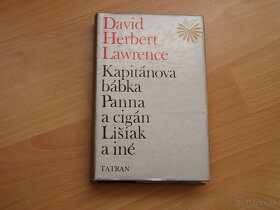 David
Herbert
Lawrence
Kapitánova
bábka
Panna
a cigán
Lišiak
a iné
TATRAN